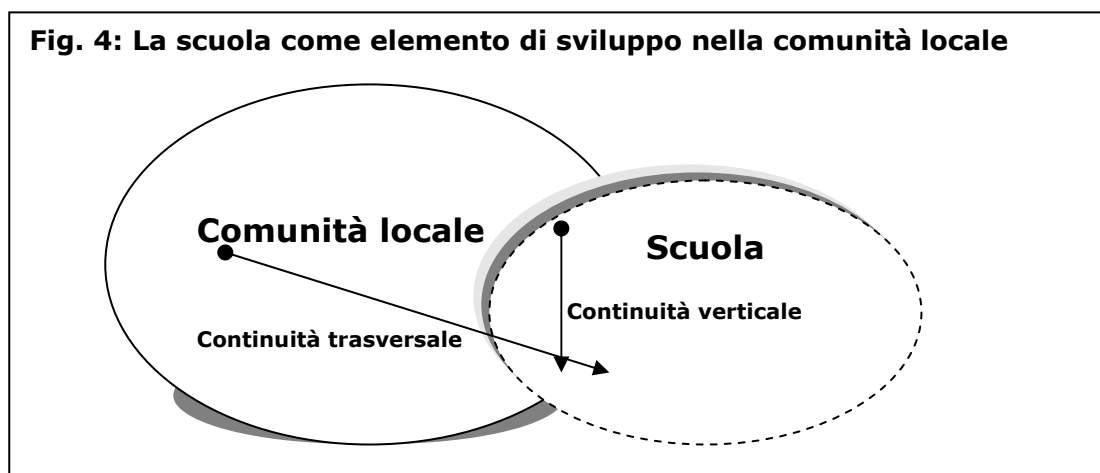 Fig. 4: La scuola come elemento di sviluppo nella comunità locale
Comunità locale
Scuola
Continuità verticale
Continuità trasversale